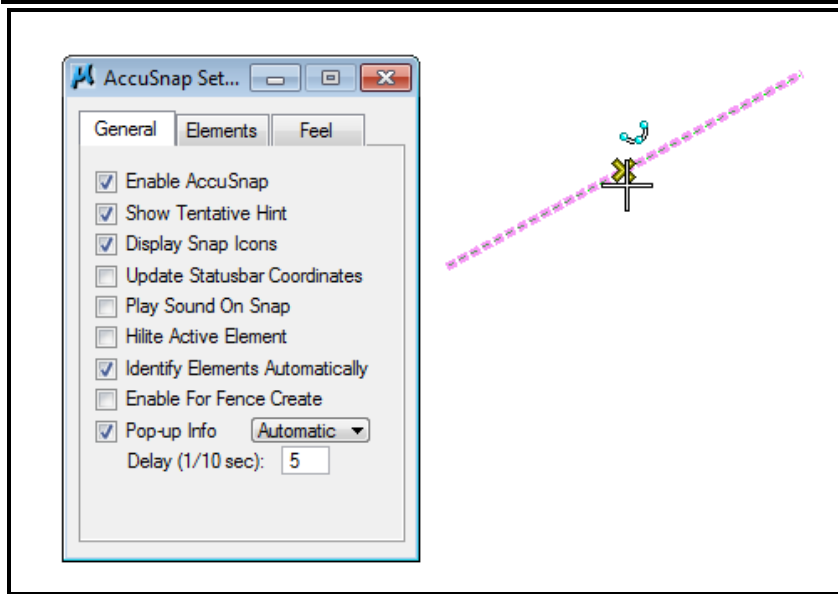 AccuSnap Set...
General Elements Feel
Enable AccuSnap
Show Tentative Hint
Display Snap Icons
Update Statusbar Coordinates
Play Sound On Snap
Hilite Active Element
Identify Elements Automatically
Enable For Fence Create
Pop-up Info Automatic
Delay (1/10 sec): 5